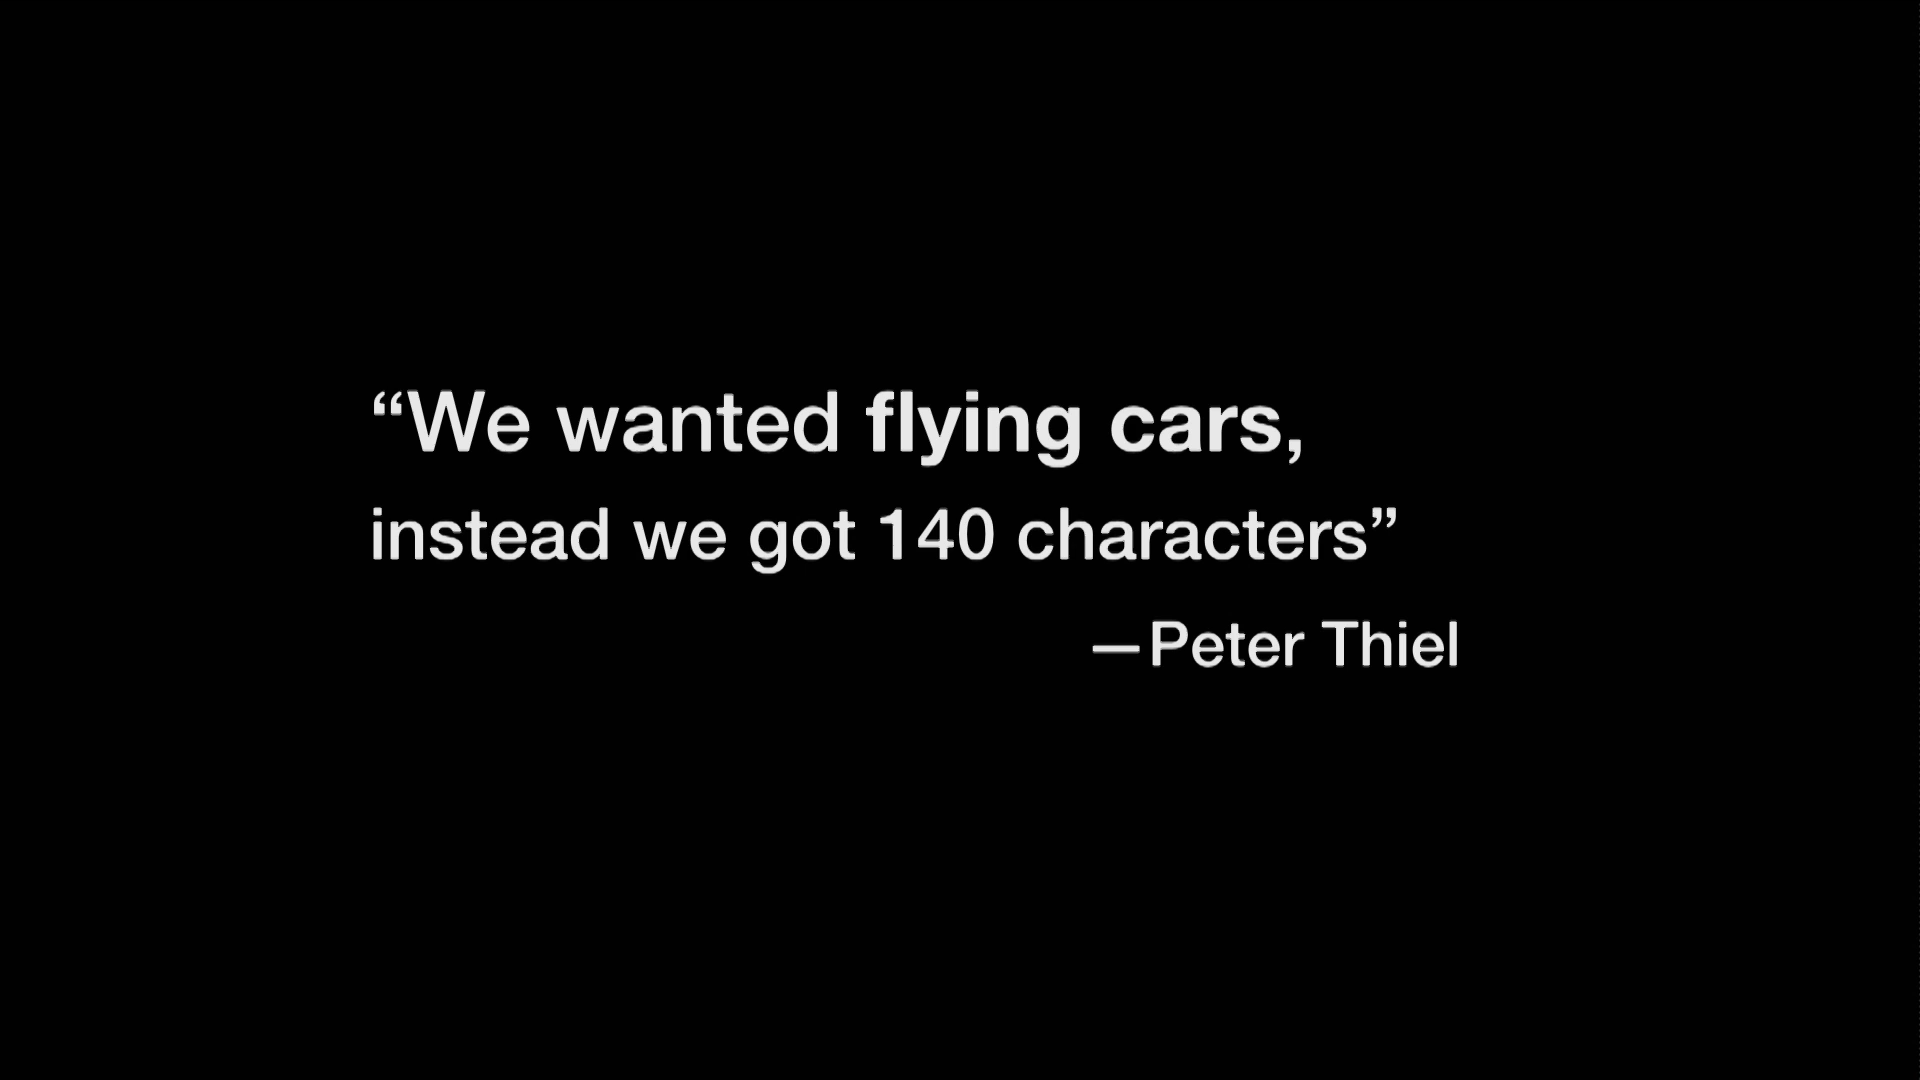 “We wanted flying cars,
instead we got 140 characters”
—Peter Thiel